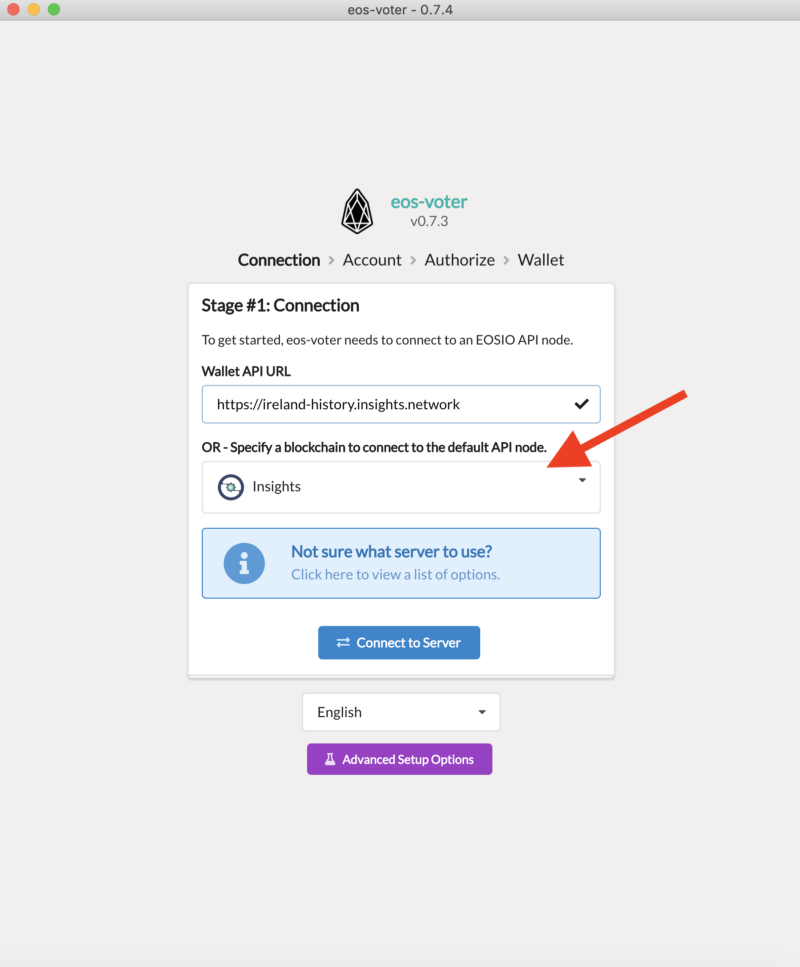 eos-voter - 0.7.4
eos-voter
v0.7.3
Connection > Account > Authorize > Wallet
Stage #1: Connection
To get started, eos-voter needs to connect to an EOSIO API node.
Wallet API URL
https://ireland-history.insights.network
OR - Specify a blockchain to connect to the default API node.
Insights
Not sure what server to use?
Click here to view a list of options.
Connect to Server
English
Advanced Setup Options